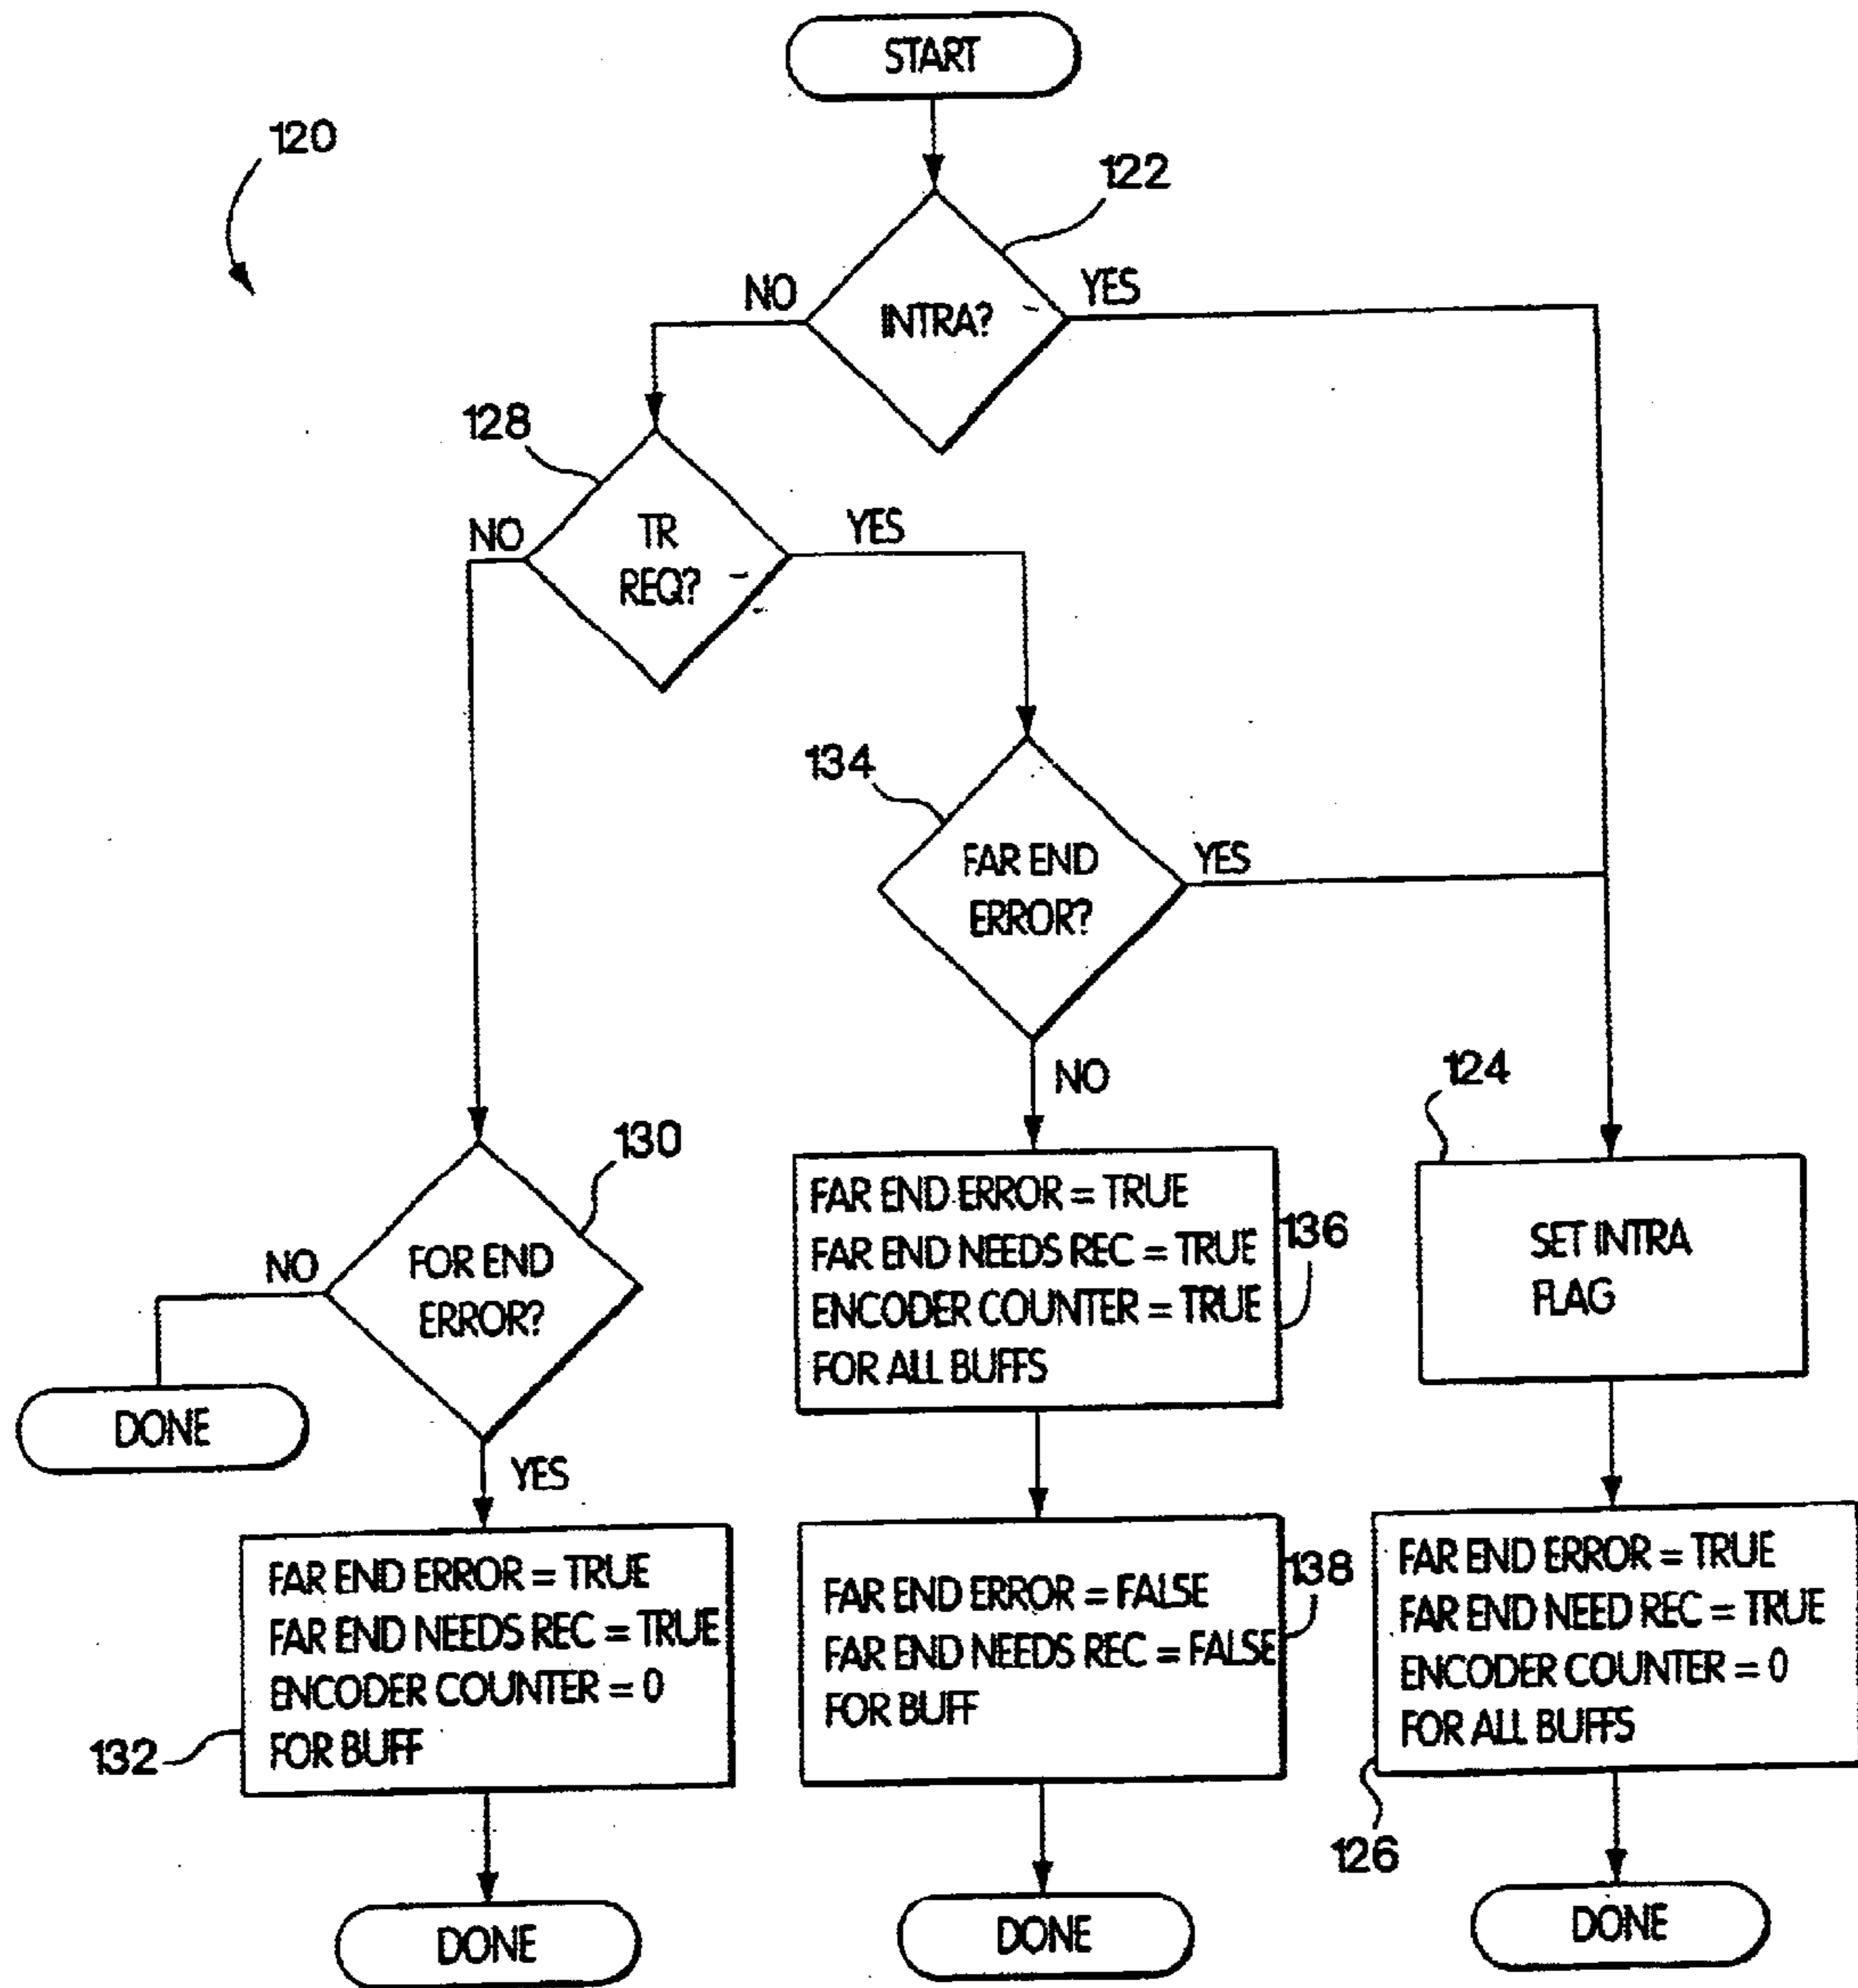 START
120
122
NO
YES
INTRA?
128
NO
YES
TR
REQ?
134
FAR END
ERROR?
YES
NO
124
130
FOR END
ERROR?
NO
YES
DONE
FAR END ERROR = TRUE
FAR END NEEDS REC = TRUE
ENCODER COUNTER = TRUE
FOR ALL BUFFS
136
SET INTRA
FLAG
FAR END ERROR = TRUE
FAR END NEEDS REC = TRUE
ENCODER COUNTER = 0
FOR BUFF
132
FAR END ERROR = FALSE
FAR END NEEDS REC = FALSE
FOR BUFF
138
FAR END ERROR = TRUE
FAR END NEED REC = TRUE
ENCODER COUNTER = 0
FOR ALL BUFFS
126
DONE
DONE
DONE